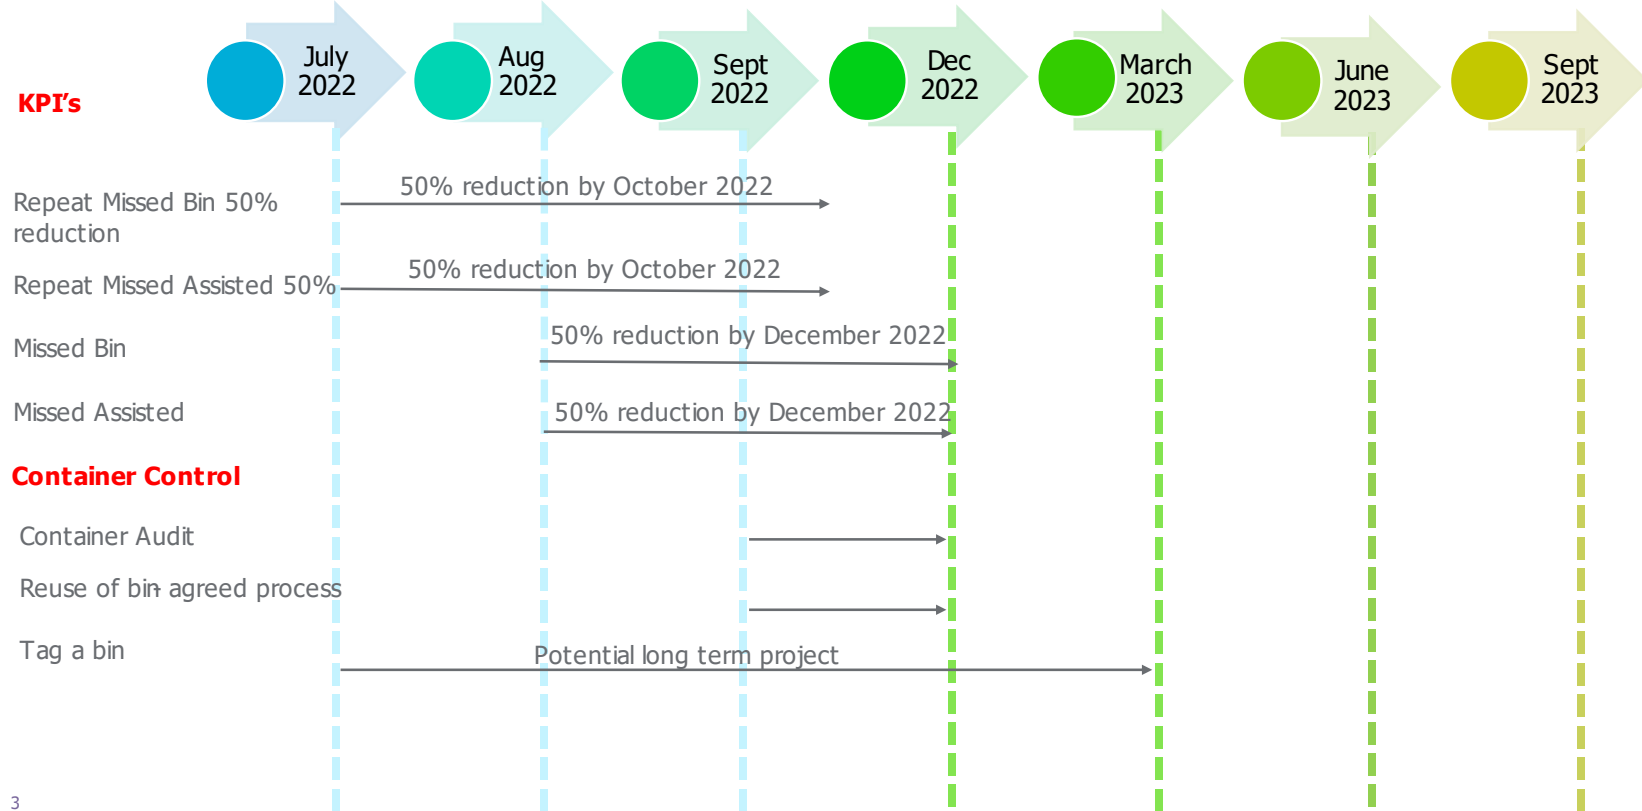 July
2022
Aug
2022
Sept
2022
Dec
2022
March
2023
June
2023
Sept
2023
KPI's
Repeat Missed Bin 50%
reduction
50% reduction by October 2022
Repeat Missed Assisted 50%
50% reduction by October 2022
Missed Bin
50% reduction by December 2022
Missed Assisted
50% reduction by December 2022
Container Control
Container Audit
Reuse of bin- agreed process
Tag a bin
Potential long term project
3